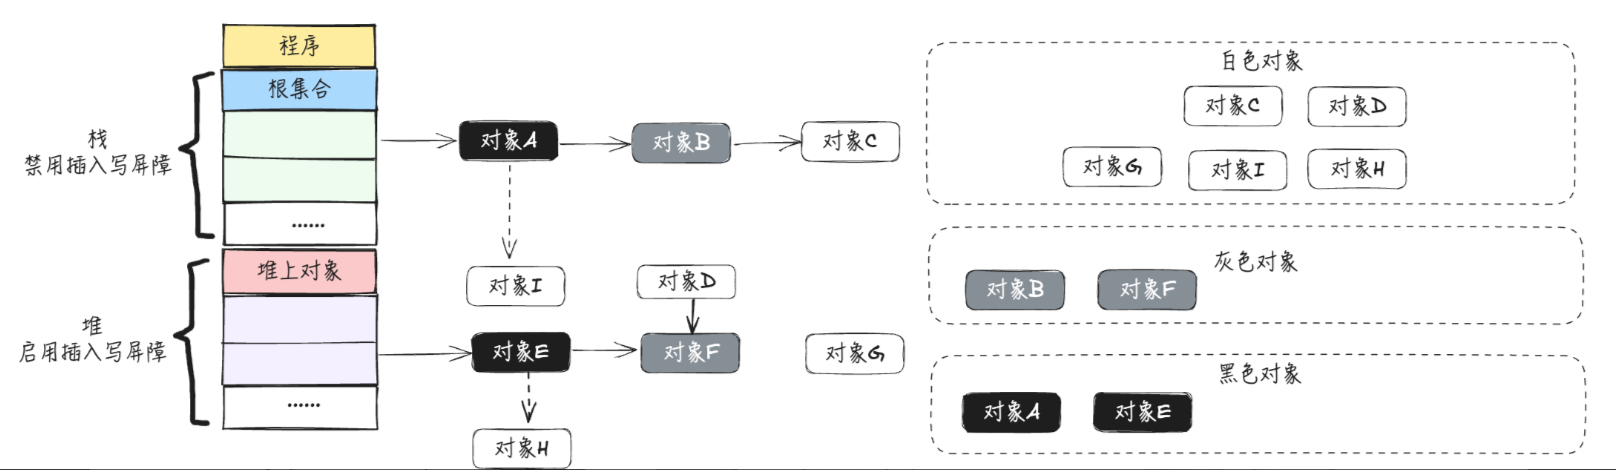 程序
根集合
栈
禁用插入写屏障
......
堆上对象
堆
启用插入写屏障
......
对象A
对象B
对象C
对象I
对象D
对象E
对象F
对象G
对象H
白色对象
对象C
对象D
对象G
对象I
对象H
灰色对象
对象B
对象F
黑色对象
对象A
对象E